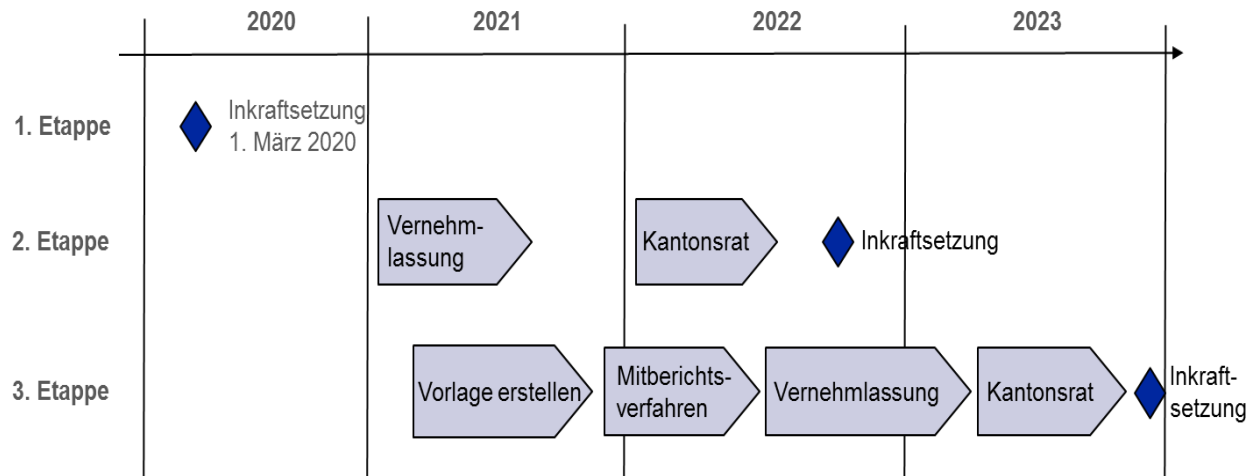 2020 2021 2022 2023
1. Etappe
Inkraftsetzung
1. März 2020
2. Etappe
Vernehm-
lassung
Kantonsrat
Inkraftsetzung
3. Etappe
Vorlage erstellen
Mitberichts-
verfahren
Vernehmlassung
Kantonsrat
Inkraft-
setzung